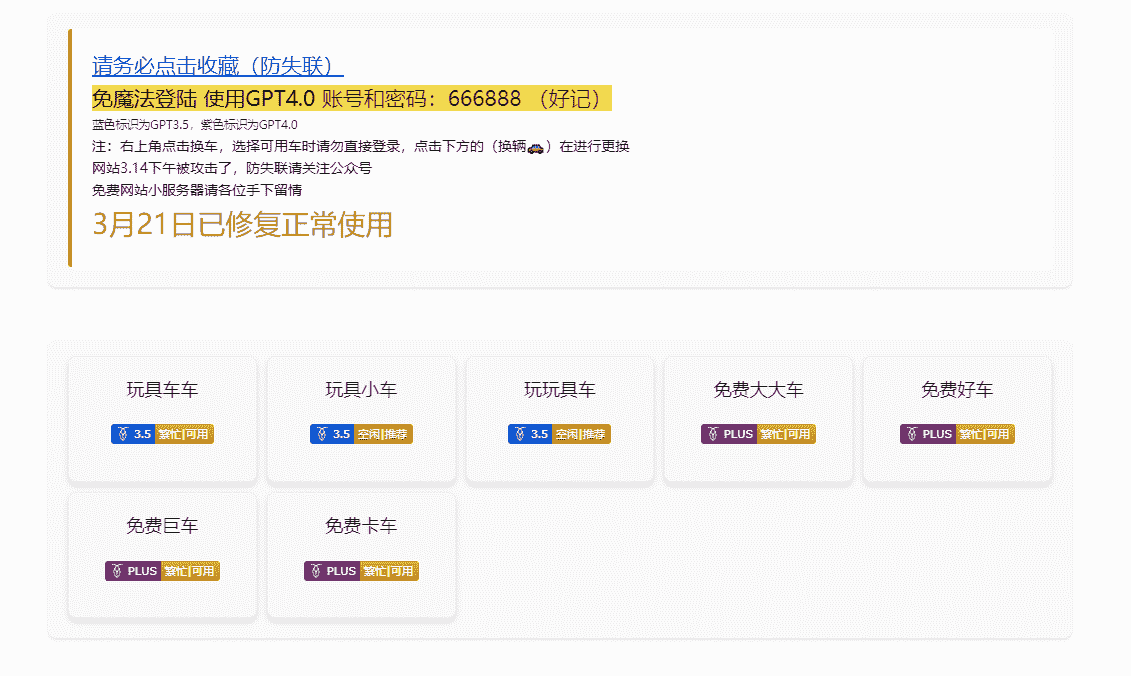 请务必点击收藏（防失联）
免魔法登陆 使用GPT4.0 账号和密码：666888 （好记）
蓝色标识为GPT3.5，紫色标识为GPT4.0
注：右上角点击换车，选择可用车时请勿直接登录，点击下方的（换辆🚗）在进行更换
网站3.14下午被攻击了，防失联请关注公众号
免费网站小服务器请各位手下留情
3月21日已修复正常使用
玩具车车
3.5 繁忙|可用
玩具小车
3.5 空闲|推荐
玩玩具车
3.5 空闲|推荐
免费大大车
PLUS 繁忙|可用
免费好车
PLUS 繁忙|可用
免费巨车
PLUS 繁忙|可用
免费卡车
PLUS 繁忙|可用